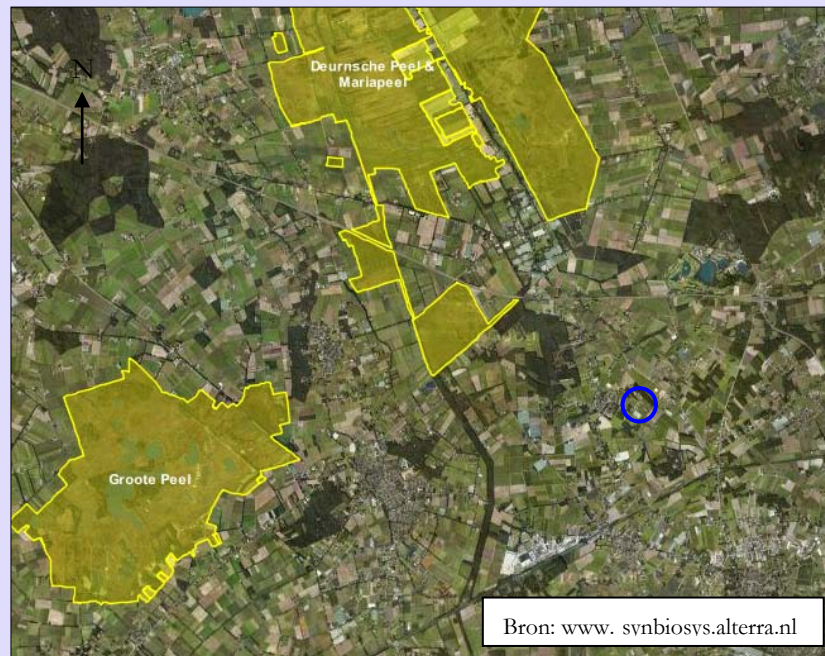 Deurnsche Peel &
Mariapeel
N
Groote Peel
Bron: www. synbiosys.alterra.nl